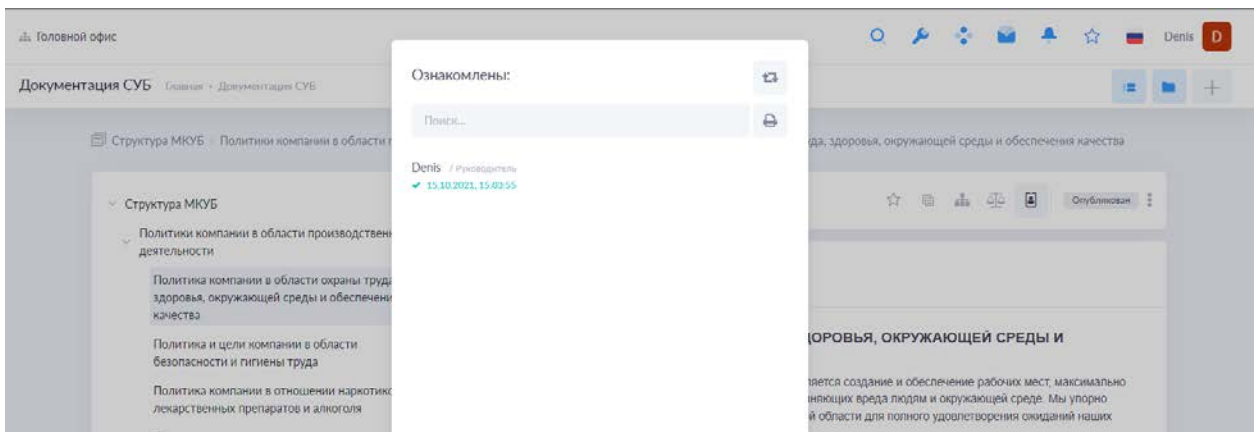 Головной офис
Denis
D
Документация СУБ
Главная • Документация СУБ
Ознакомлены:
Поиск...
Denis / Руководитель
15.10.2021, 15:03:55
Структура МКУБ
Политики компании в области
да, здоровья, окружающей среды и обеспечения качества
Структура МКУБ
Политики компании в области производственн
деятельности
Политика компании в области охраны труда
здоровья, окружающей среды и обеспечени
качества
Политика и цели компании в области
безопасности и гигиены труда
Политика компании в отношении наркотико
лекарственных препаратов и алкоголя
Опубликован
ДОРОВЬЯ, ОКРУЖАЮЩЕЙ СРЕДЫ И
ляется создание и обеспечение рабочих мест, максимально
няющих вреда людям и окружающей среде. Мы упорно
й области для полного удовлетворения ожиданий наших